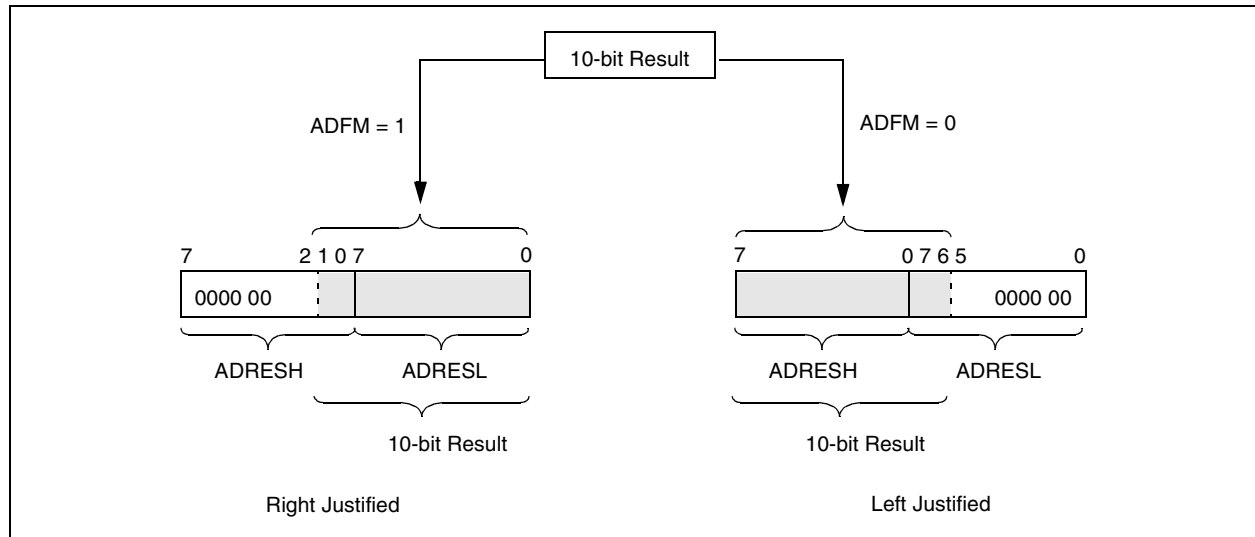 10-bit Result
ADFM = 1
ADFM = 0
7 2 1 0 7 0
7 0 7 6 5 0
0000 00
0000 00
ADRESH ADRESL
ADRESH ADRESL
10-bit Result
10-bit Result
Right Justified
Left Justified